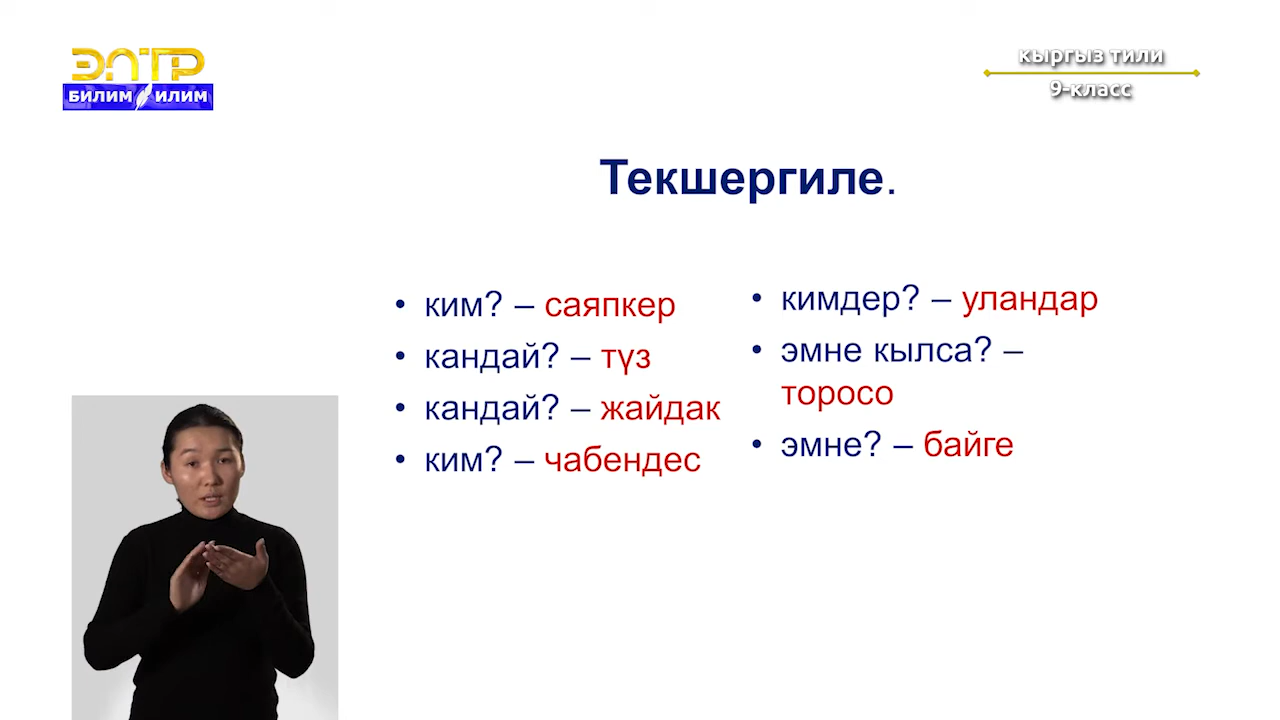 ЭЛТР
БИЛИМ ИЛИМ
кыргыз тили
9-класс
Текшергиле.
• ким? – саяпкер
• кандай? – түз
• кандай? – жайдак
• ким? – чабендес
• кимдер? – уландар
• эмне кылса? –
торосо
• эмне? – байге